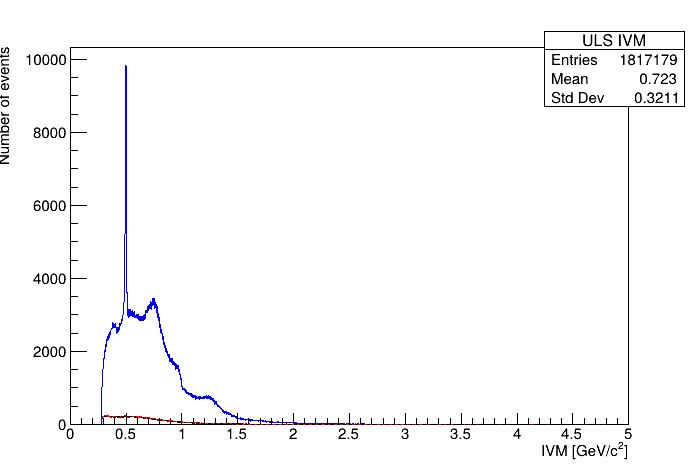 ULS IVM
Entries 1817179
Mean 0.723
Std Dev 0.3211
Number of events
10000
8000
6000
4000
2000
0
0 0.5 1 1.5 2 2.5 3 3.5 4 4.5 5
IVM [GeV/c²]